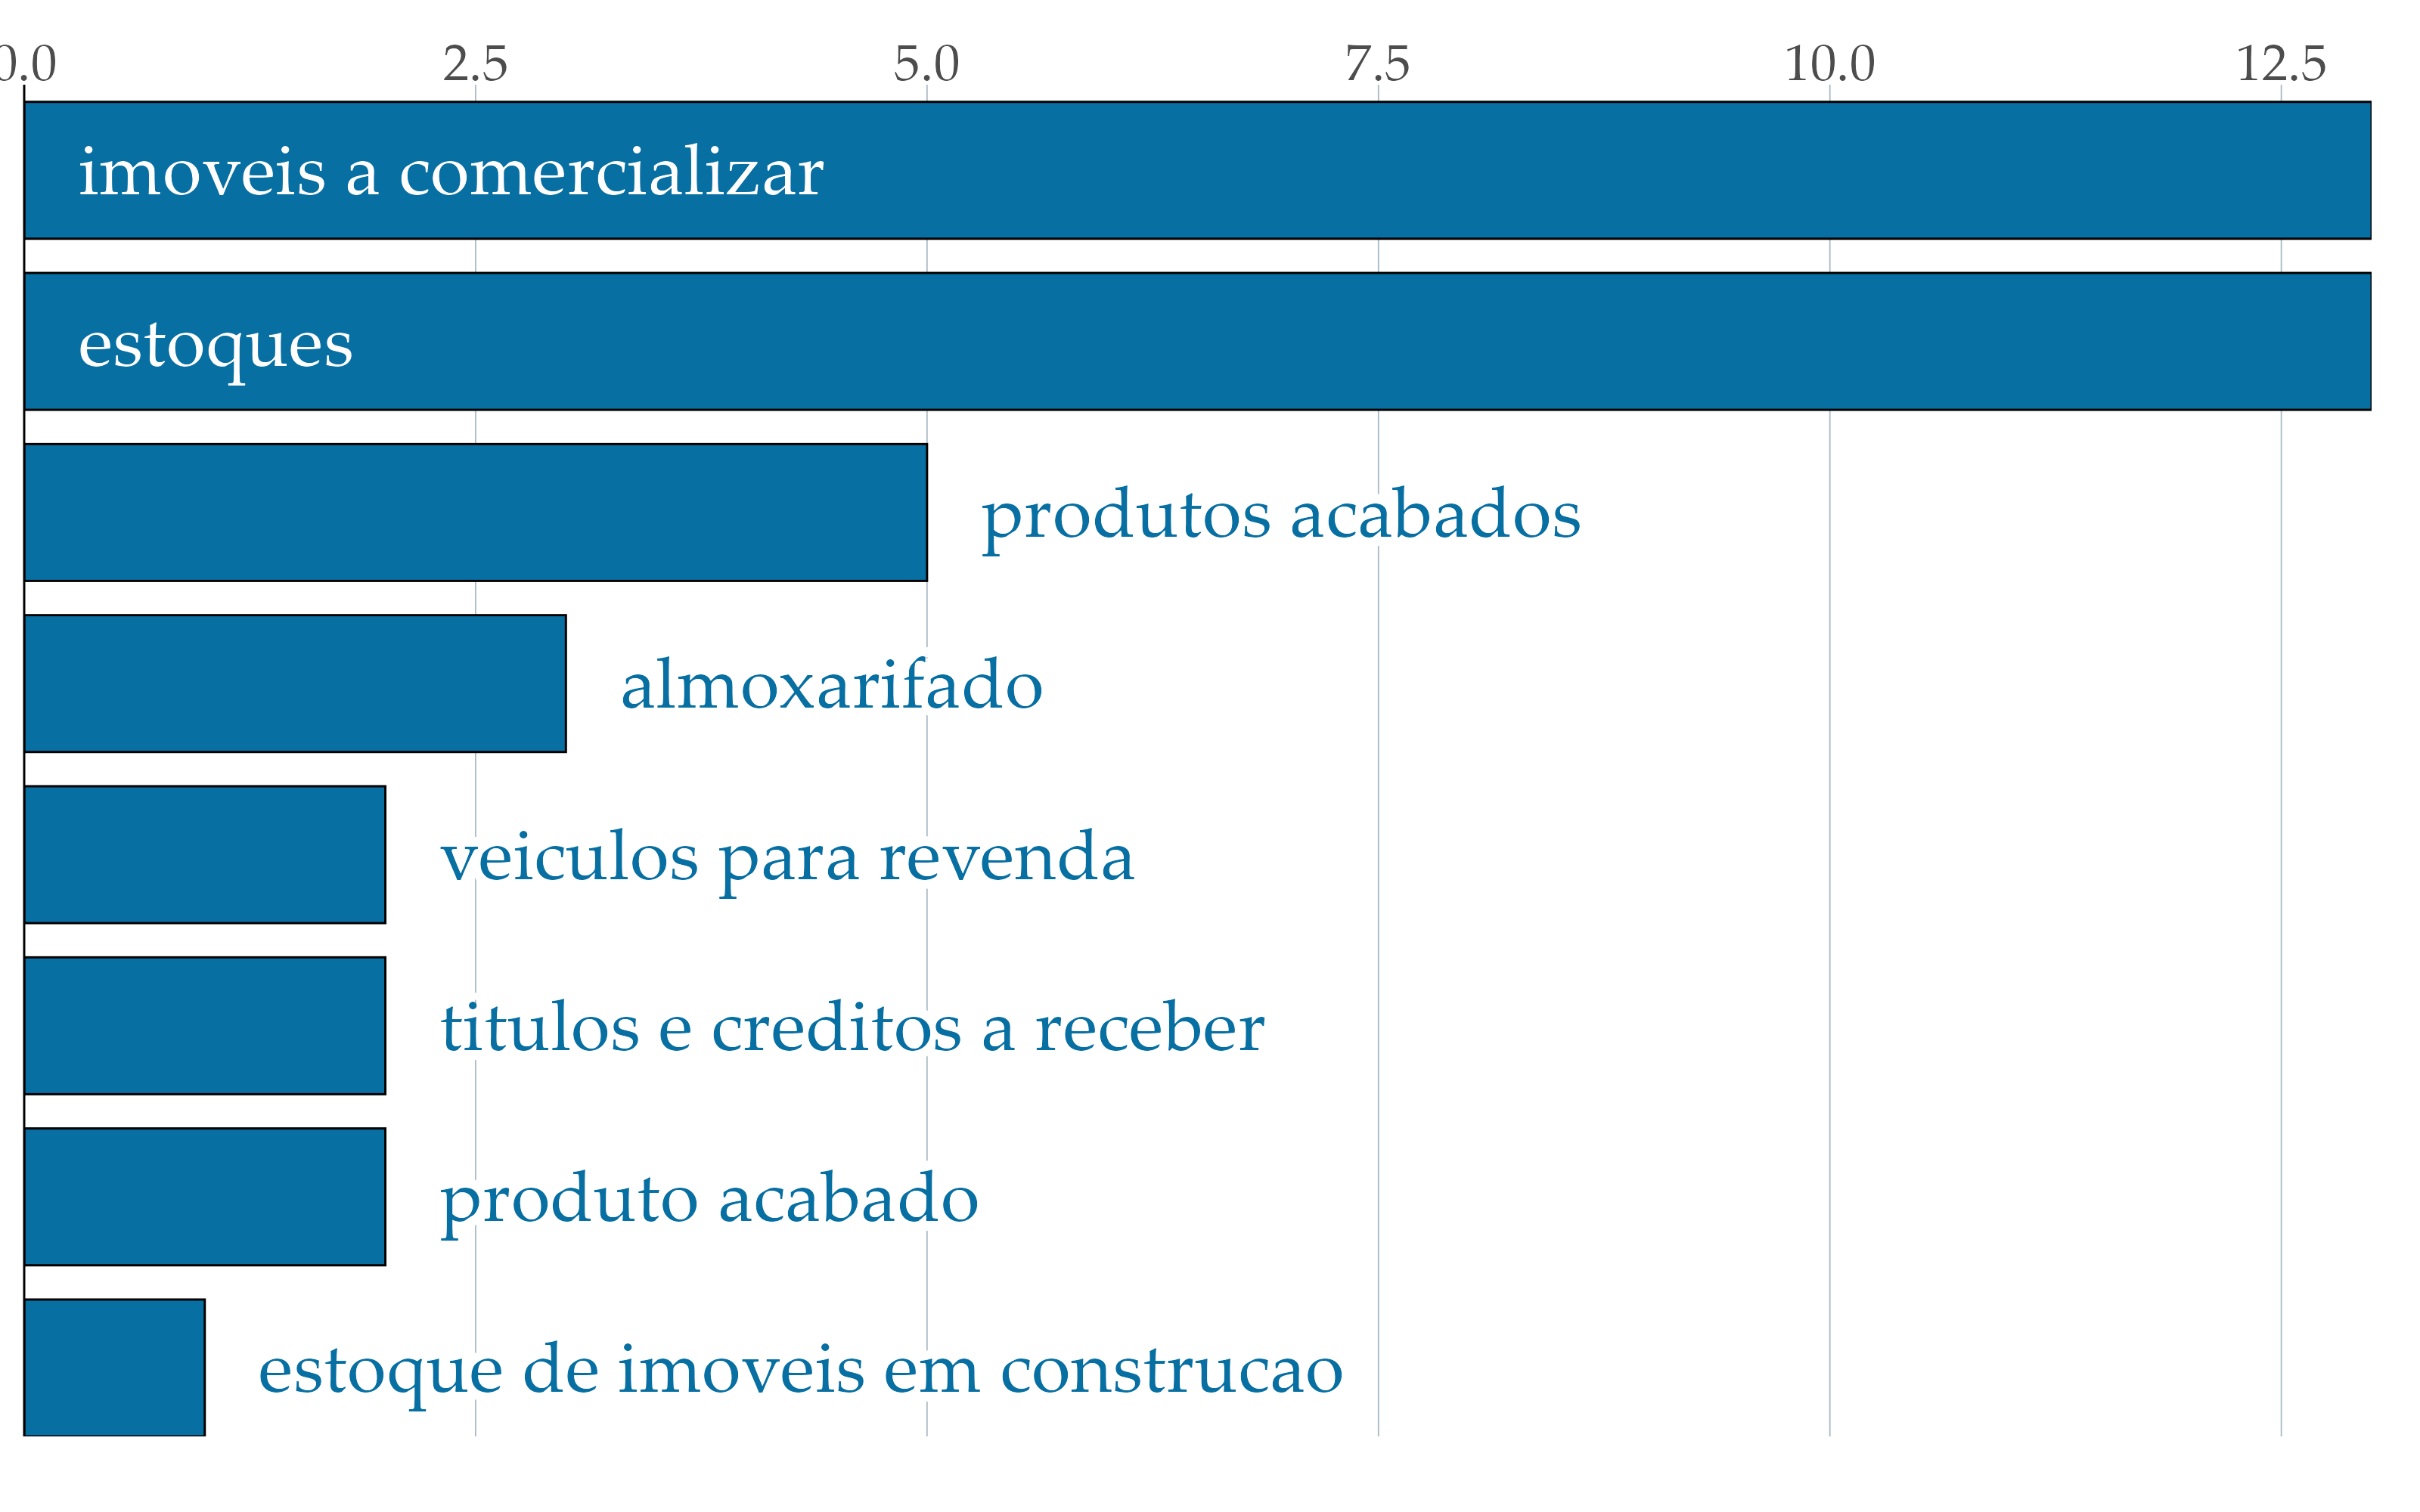 0.0 2.5 5.0 7.5 10.0 12.5
imoveis a comercializar
estoques
produtos acabados
almoxarifado
veiculos para revenda
titulos e creditos a receber
produto acabado
estoque de imoveis em construcao